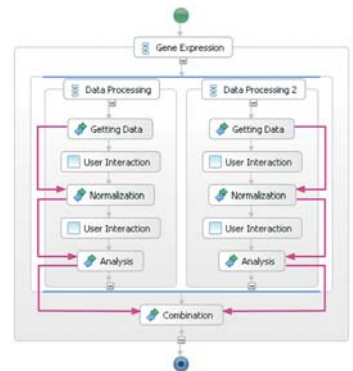 Gene Expression
Data Processing
Data Processing 2
Getting Data
Getting Data
User Interaction
User Interaction
Normalization
Normalization
User Interaction
User Interaction
Analysis
Analysis
Combination